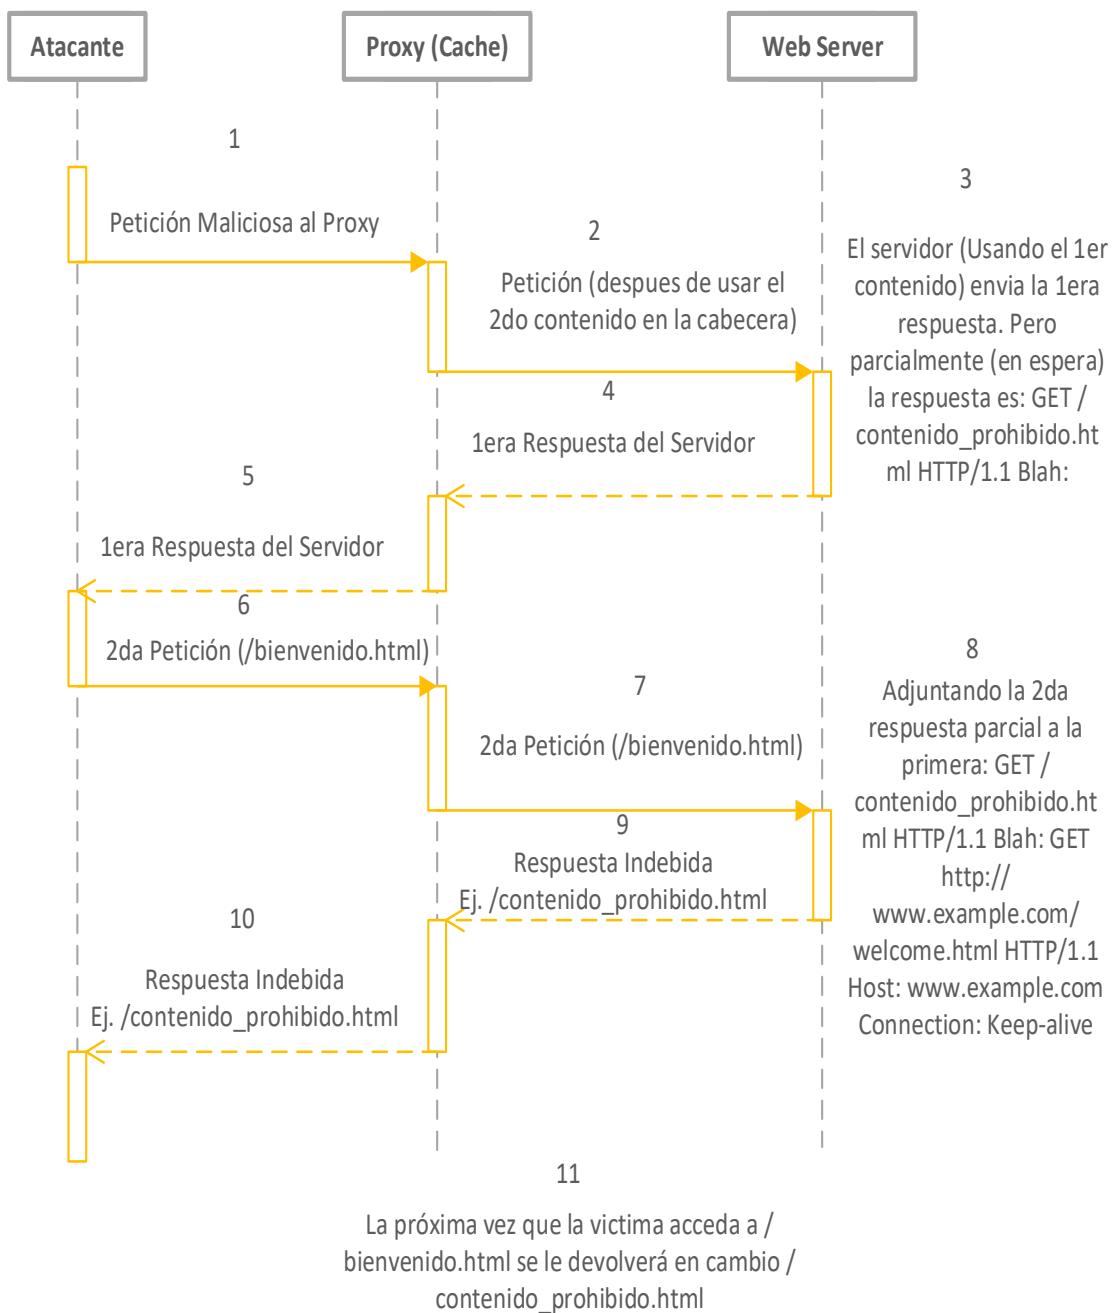 Atacante
Proxy (Cache)
Web Server
1
Petición Maliciosa al Proxy
2
Petición (despues de usar el
2do contenido en la cabecera)
3
El servidor (Usando el 1er
contenido) envia la 1era
respuesta. Pero
parcialmente (en espera)
la respuesta es: GET /
contenido_prohibido.ht
ml HTTP/1.1 Blah:
4
1era Respuesta del Servidor
5
1era Respuesta del Servidor
6
2da Petición (/bienvenido.html)
7
2da Petición (/bienvenido.html)
8
Adjuntando la 2da
respuesta parcial a la
primera: GET /
contenido_prohibido.ht
ml HTTP/1.1 Blah: GET
http://
www.example.com/
welcome.html HTTP/1.1
Host: www.example.com
Connection: Keep-alive
9
Respuesta Indebida
Ej. /contenido_prohibido.html
10
Respuesta Indebida
Ej. /contenido_prohibido.html
11
La próxima vez que la victima acceda a /
bienvenido.html se le devolverá en cambio /
contenido_prohibido.html